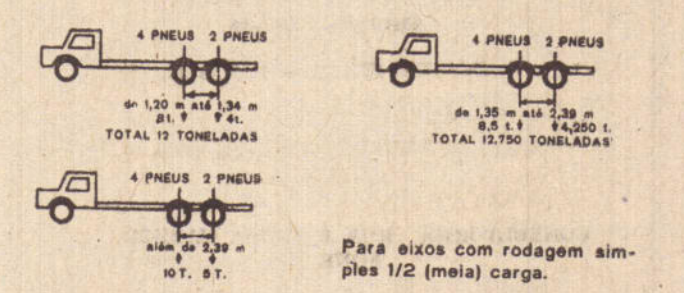 4 PNEUS 2 PNEUS
de 1,20 m até 1,34 m
8t. 4t.
TOTAL 12 TONELADAS
4 PNEUS 2 PNEUS
de 1,35 m até 2,39 m
8,5 t. 4,250 t.
TOTAL 12.750 TONELADAS
4 PNEUS 2 PNEUS
além de 2,39 m
10 T. 5 T.
Para eixos com rodagem sim-
ples 1/2 (meia) carga.